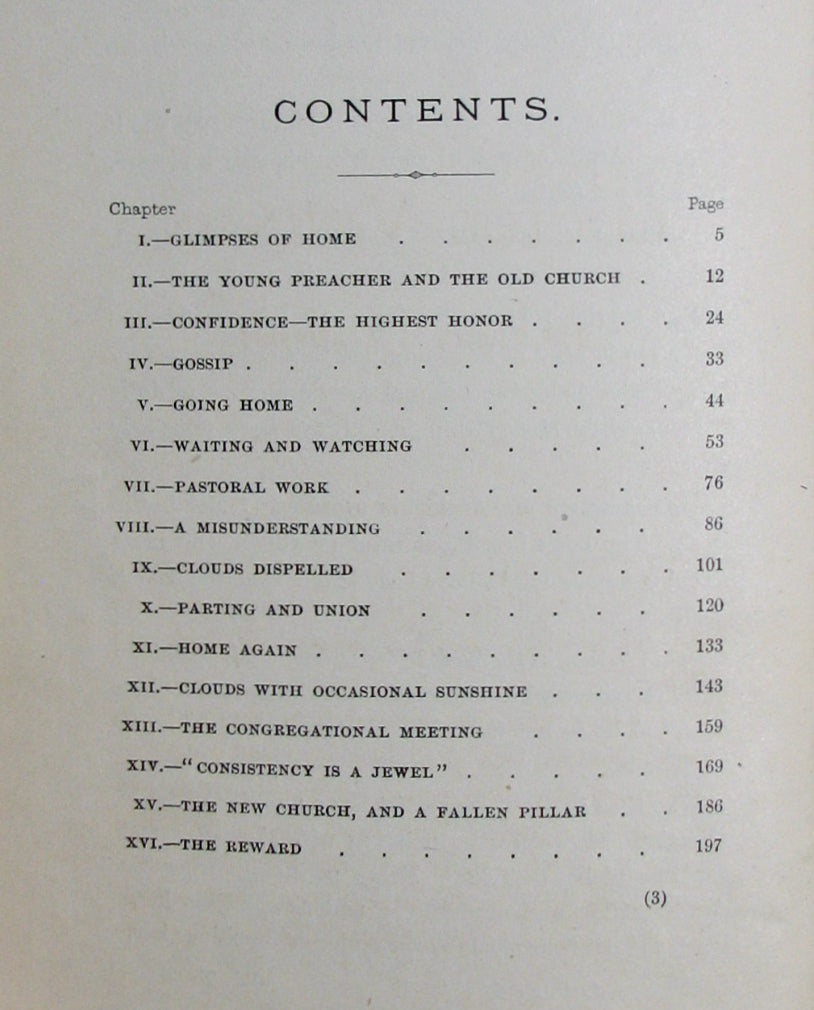 CONTENTS.
Chapter Page
I.—GLIMPSES OF HOME . . . . . . . 5
II.—THE YOUNG PREACHER AND THE OLD CHURCH . 12
III.—CONFIDENCE—THE HIGHEST HONOR . . . . 24
IV.—GOSSIP . . . . . . . . . . 33
V.—GOING HOME . . . . . . . . . 44
VI.—WAITING AND WATCHING . . . . . 53
VII.—PASTORAL WORK . . . . . . . . 76
VIII.—A MISUNDERSTANDING . . . . . . 86
IX.—CLOUDS DISPELLED . . . . . . . 101
X.—PARTING AND UNION . . . . . . 120
XI.—HOME AGAIN . . . . . . . . . 133
XII.—CLOUDS WITH OCCASIONAL SUNSHINE . . . 143
XIII.—THE CONGREGATIONAL MEETING . . . . 159
XIV.—“CONSISTENCY IS A JEWEL” . . . . . 169
XV.—THE NEW CHURCH, AND A FALLEN PILLAR . . 186
XVI.—THE REWARD . . . . . . . . 197
(3)